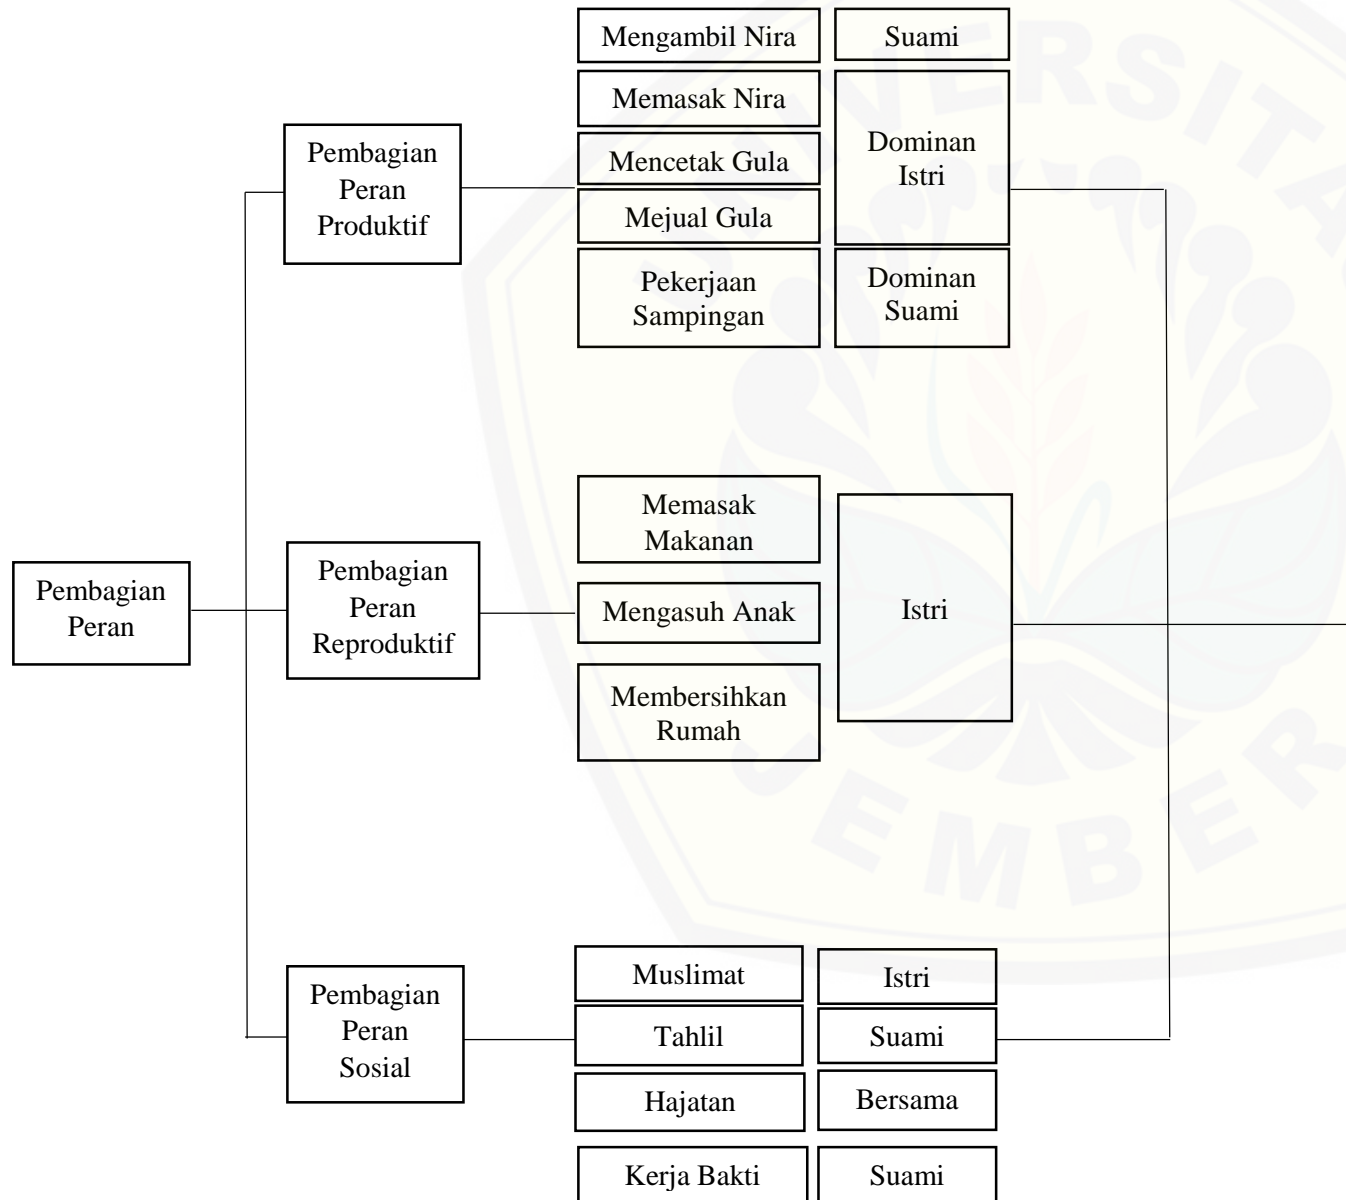 Mengambil Nira
Suami
Memasak Nira
Mencetak Gula
Mejual Gula
Dominan
Istri
Pekerjaan
Sampingan
Dominan
Suami
Pembagian
Peran
Produktif
Memasak
Makanan
Mengasuh Anak
Membersihkan
Rumah
Istri
Pembagian
Peran
Reproduktif
Pembagian
Peran
Muslimat
Istri
Tahlil
Suami
Hajatan
Bersama
Kerja Bakti
Suami
Pembagian
Peran
Sosial
UNIVERSITAS
JEMBER